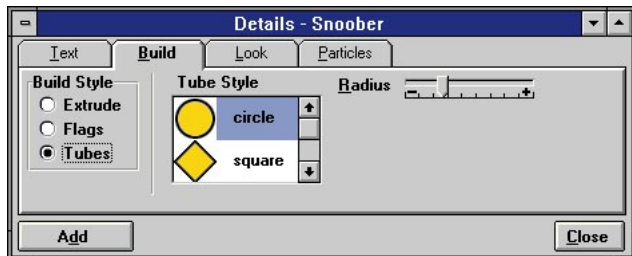 Details - Snoober
Text Build Look Particles
Build Style
Extrude
Flags
Tubes
Tube Style
circle
square
Radius
Add
Close